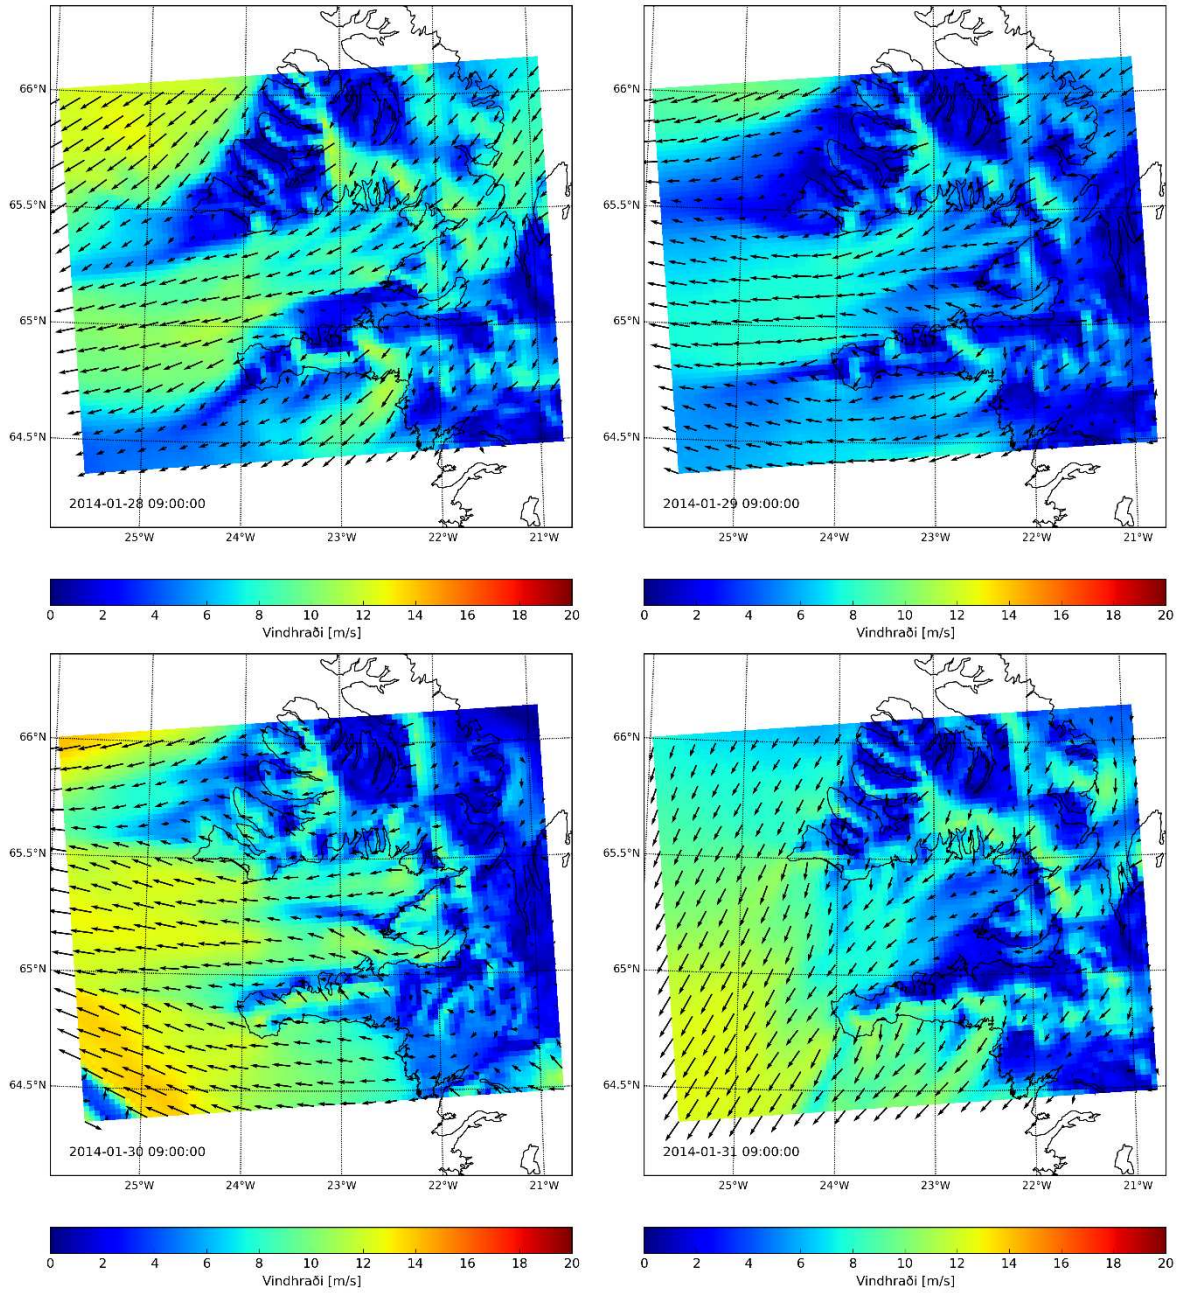 66°N
65.5°N
65°N
64.5°N
2014-01-28 09:00:00
25°W 24°W 23°W 22°W 21°W
0 2 4 6 8 10 12 14 16 18 20
Vindhraði [m/s]
66°N
65.5°N
65°N
64.5°N
2014-01-29 09:00:00
25°W 24°W 23°W 22°W 21°W
0 2 4 6 8 10 12 14 16 18 20
Vindhraði [m/s]
66°N
65.5°N
65°N
64.5°N
2014-01-30 09:00:00
25°W 24°W 23°W 22°W 21°W
0 2 4 6 8 10 12 14 16 18 20
Vindhraði [m/s]
66°N
65.5°N
65°N
64.5°N
2014-01-31 09:00:00
25°W 24°W 23°W 22°W 21°W
0 2 4 6 8 10 12 14 16 18 20
Vindhraði [m/s]